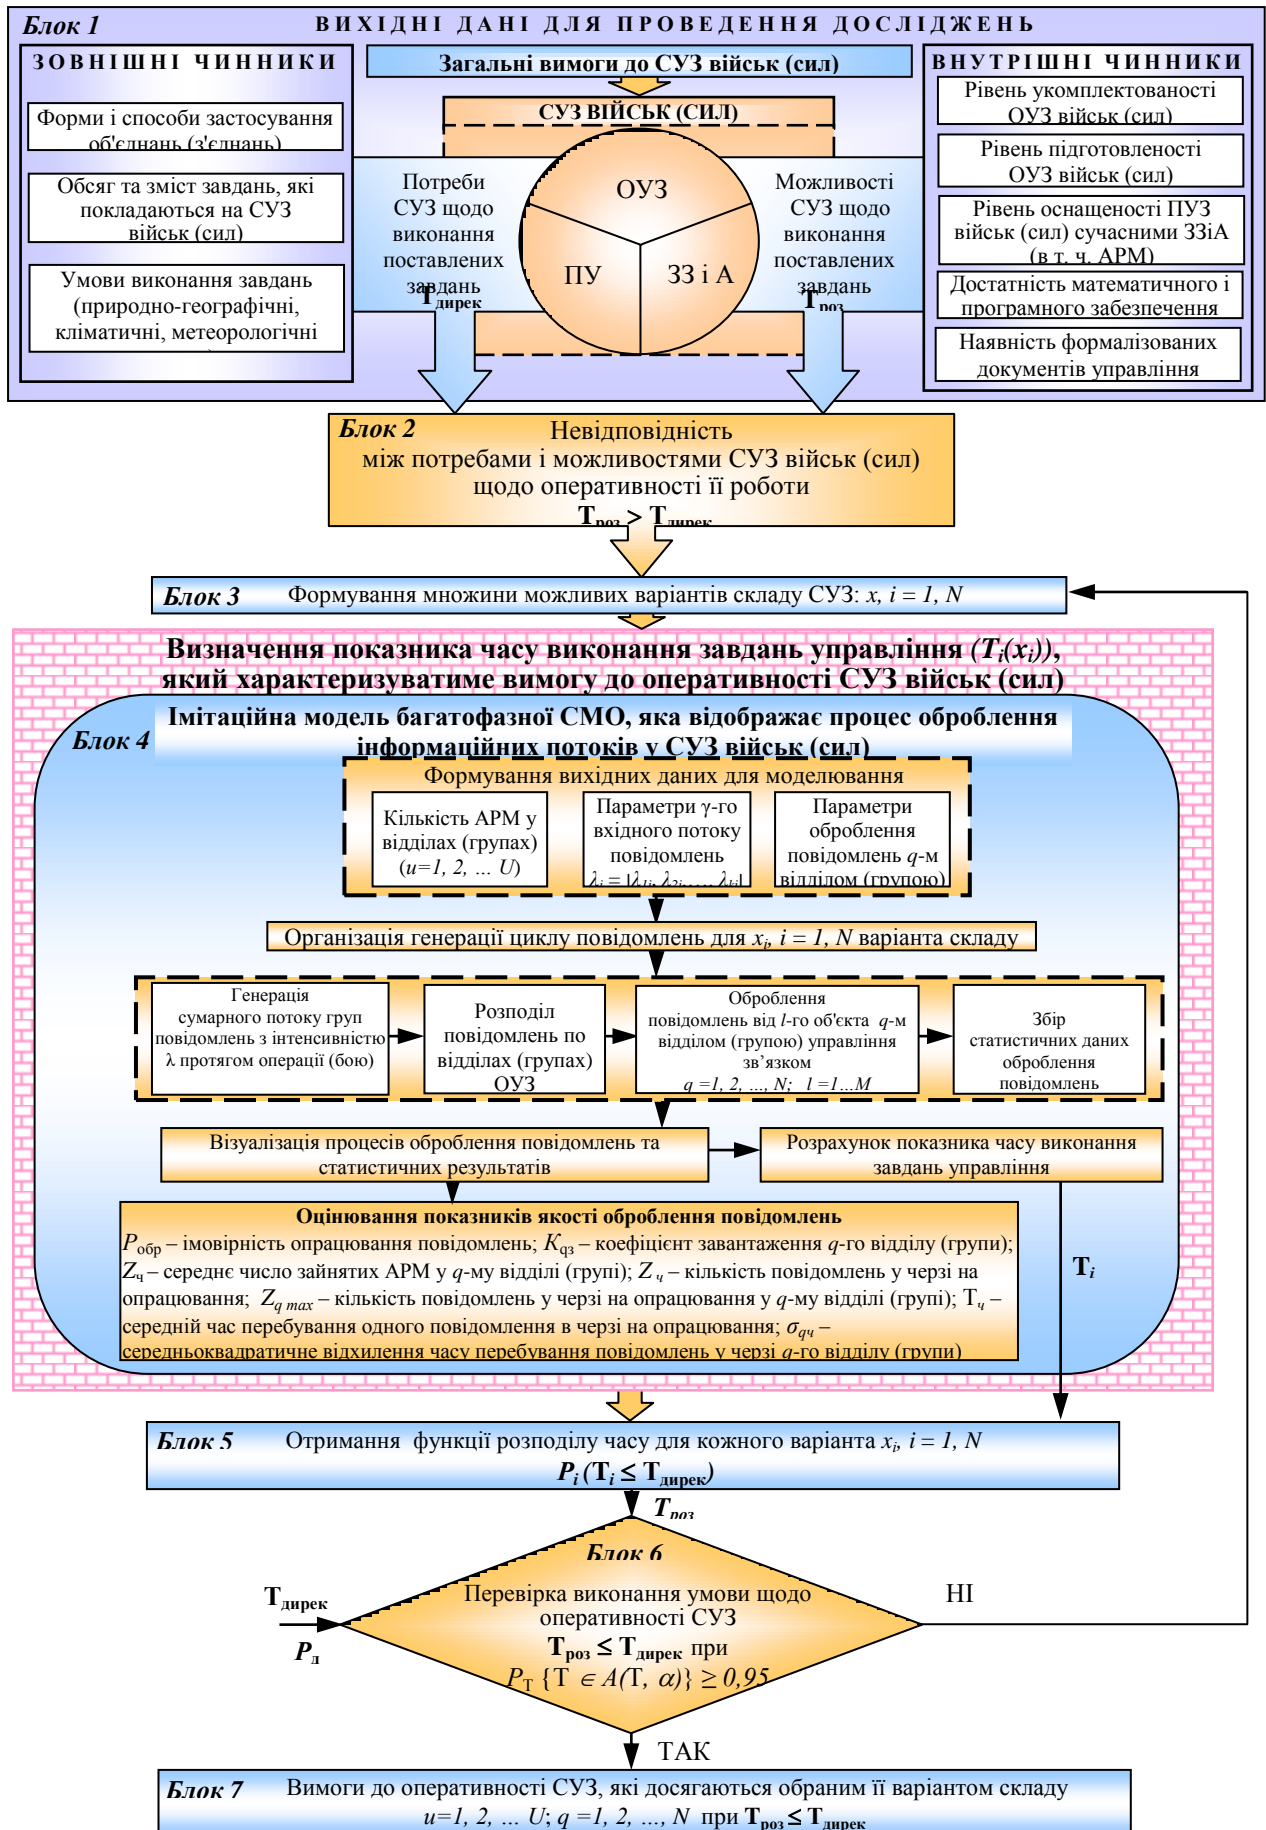 Блок 1
ВИХІДНІ ДАНІ ДЛЯ ПРОВЕДЕННЯ ДОСЛІДЖЕНЬ
ЗОВНІШНІ ЧИННИКИ
Форми і способи застосування
об'єднань (з'єднань)
Обсяг та зміст завдань, які
покладаються на СУЗ
військ (сил)
Умови виконання завдань
(природно-географічні,
кліматичні, метеорологічні
Загальні вимоги до СУЗ військ (сил)
СУЗ ВІЙСЬК (СИЛ)
Потреби
СУЗ щодо
виконання
поставлених
завдань
Tдирек
ОУЗ
ПУ
ЗЗ і А
Можливості
СУЗ щодо
виконання
поставлених
завдань
Tроз
ВНУТРІШНІ ЧИННИКИ
Рівень укомплектованості
ОУЗ військ (сил)
Рівень підготовленості
ОУЗ військ (сил)
Рівень оснащеності ПУЗ
військ (сил) сучасними ЗЗіА
(в т. ч. АРМ)
Достатність математичного і
програмного забезпечення
Наявність формалізованих
документів управління
Блок 2
Невідповідність
між потребами і можливостями СУЗ військ (сил)
щодо оперативності її роботи
Tроз > Tдирек
Блок 3 Формування множини можливих варіантів складу СУЗ: x, i = 1, N
Визначення показника часу виконання завдань управління (Ti(xi)),
який характеризуватиме вимогу до оперативності СУЗ військ (сил)
Блок 4
Імітаційна модель багатофазної СМО, яка відображає процес оброблення
інформаційних потоків у СУЗ військ (сил)
Формування вихідних даних для моделювання
Кількість АРМ у
відділах (групах)
(u=1, 2, ... U)
Параметри γ-го
вхідного потоку
повідомлень
λi = |λ1i, λ2i, ..., λki|
Параметри
оброблення
повідомлень q-м
відділом (групою)
Організація генерації циклу повідомлень для xi, i = 1, N варіанта складу
Генерація
сумарного потоку груп
повідомлень з інтенсивністю
λ протягом операції (бою)
Розподіл
повідомлень по
відділах (групах)
ОУЗ
Оброблення
повідомлень від l-го об'єкта q-м
відділом (групою) управління
зв’язком
q =1, 2, ..., N; l =1...M
Збір
статистичних даних
оброблення
повідомлень
Візуалізація процесів оброблення повідомлень та
статистичних результатів
Розрахунок показника часу виконання
завдань управління
Оцінювання показників якості оброблення повідомлень
Pобр – імовірність опрацювання повідомлень; Kqз – коефіцієнт завантаження q-го відділу (групи);
Zч – середнє число зайнятих АРМ у q-му відділі (групі); Z ч – кількість повідомлень у черзі на
опрацювання; Zq max – кількість повідомлень у черзі на опрацювання у q-му відділі (групі); Tч –
середній час перебування одного повідомлення в черзі на опрацювання; σqч –
середньоквадратичне відхилення часу перебування повідомлень у черзі q-го відділу (групи)
Ti
Блок 5 Отримання функції розподілу часу для кожного варіанта xi, i = 1, N
Pi (Ti ≤ Tдирек)
Tроз
Блок 6
Tдирек
Pд
Перевірка виконання умови щодо
оперативності СУЗ
Tроз ≤ Tдирек при
PT {T ∈ A(T, α)} ≥ 0,95
НІ
ТАК
Блок 7 Вимоги до оперативності СУЗ, які досягаються обраним її варіантом складу
u=1, 2, ... U; q =1, 2, ..., N при Tроз ≤ Tдирек